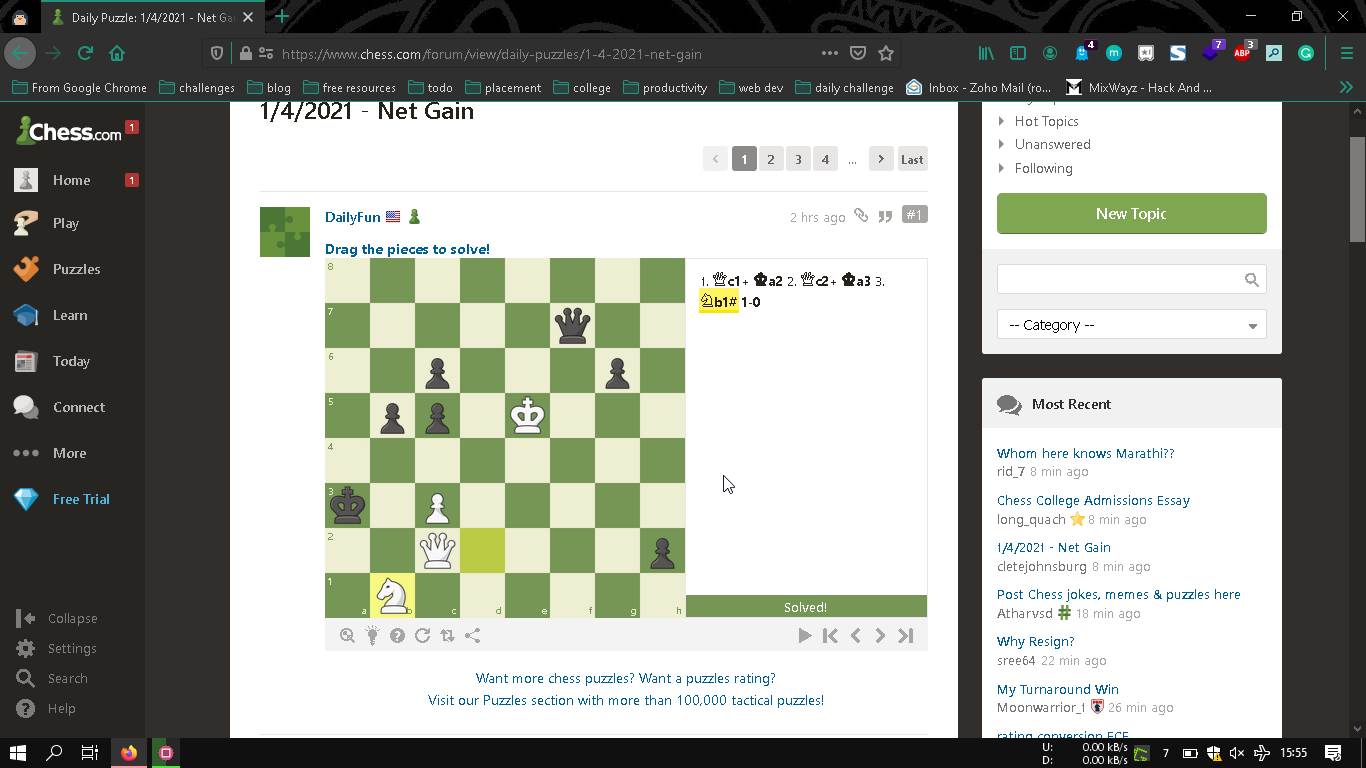 Daily Puzzle: 1/4/2021 - Net Ga
https://www.chess.com/forum/view/daily-puzzles/1-4-2021-net-gain
4
7
3
ABP
From Google Chrome
challenges
blog
free resources
todo
placement
college
productivity
web dev
daily challenge
Inbox - Zoho Mail (ro...
MixWayz - Hack And ...
Chess.com
1
Home
1
Play
Puzzles
Learn
Today
Connect
More
Free Trial
Collapse
Settings
Search
Help
1/4/2021 - Net Gain
1 2 3 4 ... Last
DailyFun
2 hrs ago
#1
Drag the pieces to solve!
8
7
6
5
4
3
2
1
a b c d e f g h
1. ♕c1+ ♚a2 2. ♕c2+ ♚a3 3.
♘b1# 1-0
Solved!
Want more chess puzzles? Want a puzzles rating?
Visit our Puzzles section with more than 100,000 tactical puzzles!
Hot Topics
Unanswered
Following
New Topic
-- Category --
Most Recent
Whom here knows Marathi??
rid_7 8 min ago
Chess College Admissions Essay
long_quach 8 min ago
1/4/2021 - Net Gain
cletejohnsburg 8 min ago
Post Chess jokes, memes & puzzles here
Atharvsd 18 min ago
Why Resign?
sree64 22 min ago
My Turnaround Win
Moonwarrior_1 26 min ago
rating conversion ECF
U: 0.00 kB/s
D: 0.00 kB/s
7
15:55